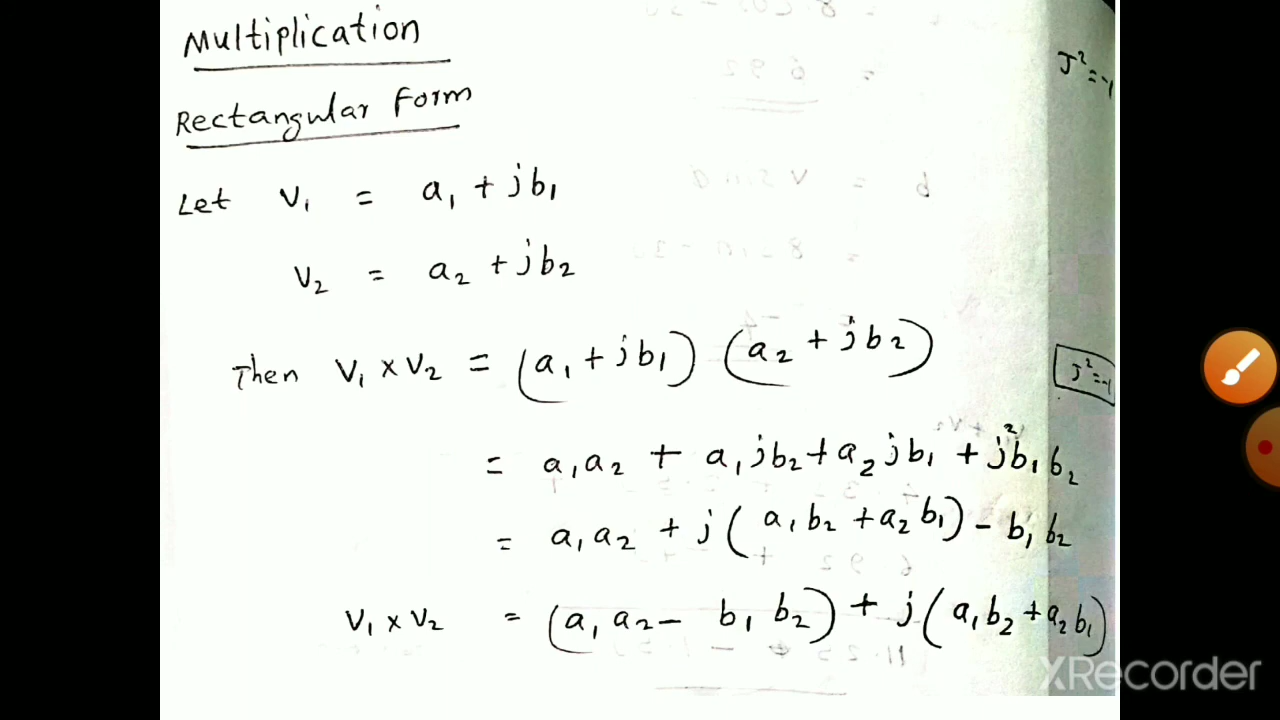 Multiplication
Rectangular Form
J²=-1
Let V₁ = a₁ + jb₁
V₂ = a₂ + jb₂
Then V₁ × V₂ = (a₁ + jb₁) (a₂ + jb₂)
J²=-1
= a₁a₂ + a₁jb₂ + a₂jb₁ + j²b₁b₂
= a₁a₂ + j(a₁b₂ + a₂b₁) - b₁b₂
V₁ × V₂ = (a₁a₂ - b₁b₂) + j(a₁b₂ + a₂b₁)
XRecorder